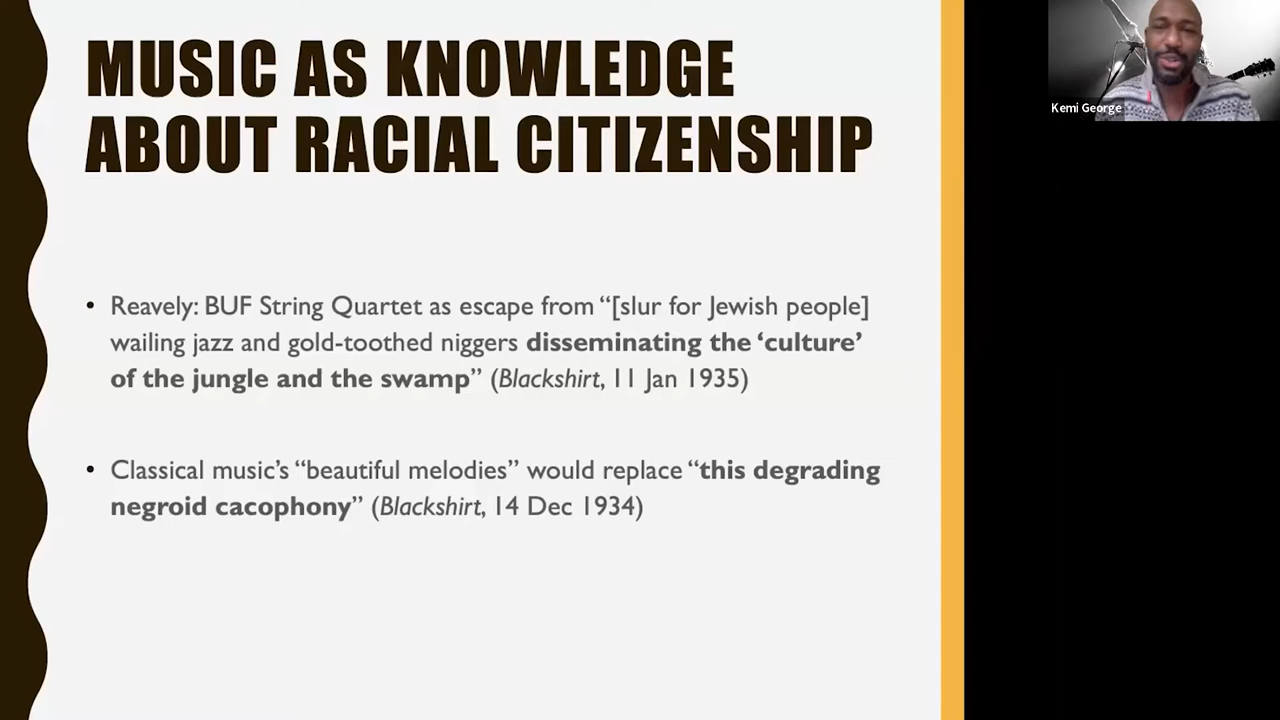 MUSIC AS KNOWLEDGE
ABOUT RACIAL CITIZENSHIP
• Reavely: BUF String Quartet as escape from “[slur for Jewish people]
wailing jazz and gold-toothed niggers disseminating the ‘culture’
of the jungle and the swamp” (Blackshirt, 11 Jan 1935)
• Classical music’s “beautiful melodies” would replace “this degrading
negroid cacophony” (Blackshirt, 14 Dec 1934)
Kemi George